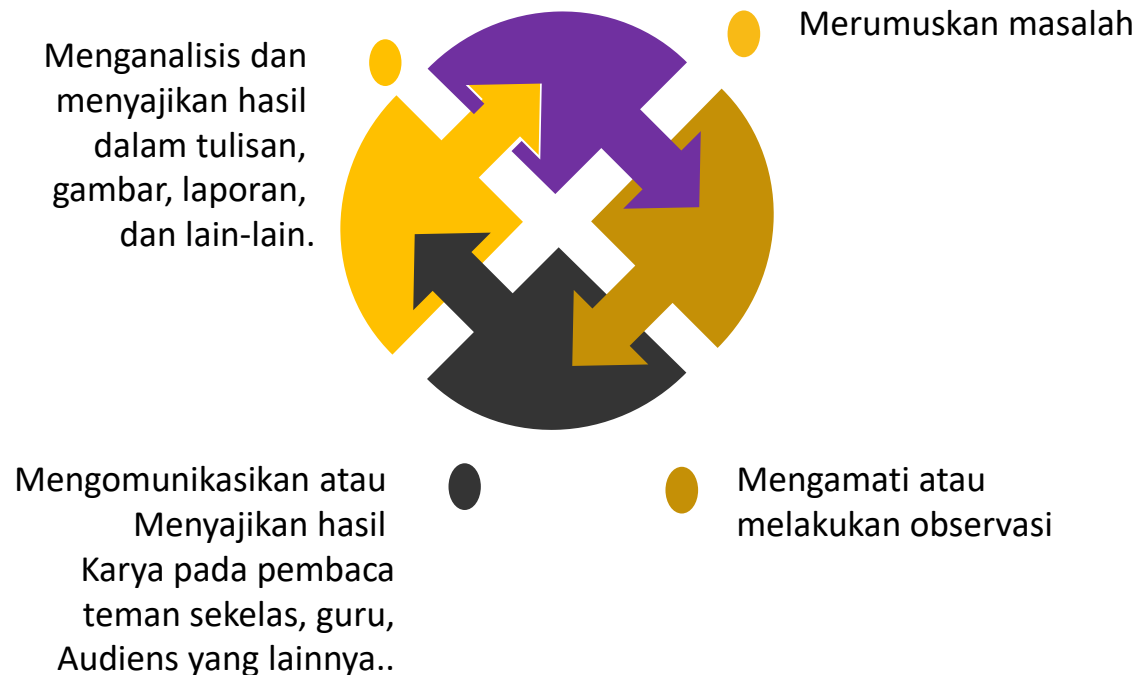 Menganalisis dan
menyajikan hasil
dalam tulisan,
gambar, laporan,
dan lain-lain.
Merumuskan masalah
Mengomunikasikan atau
Menyajikan hasil
Karya pada pembaca
teman sekelas, guru,
Audiens yang lainnya..
Mengamati atau
melakukan observasi